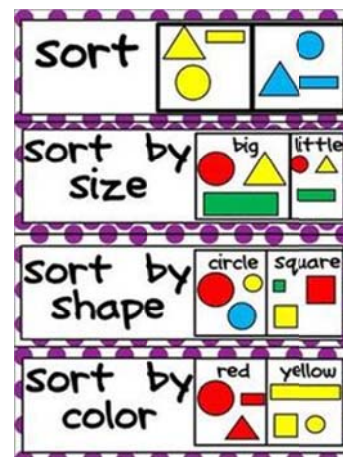 sort
sort by
size
big
little
sort by
shape
circle
square
sort by
color
red
yellow